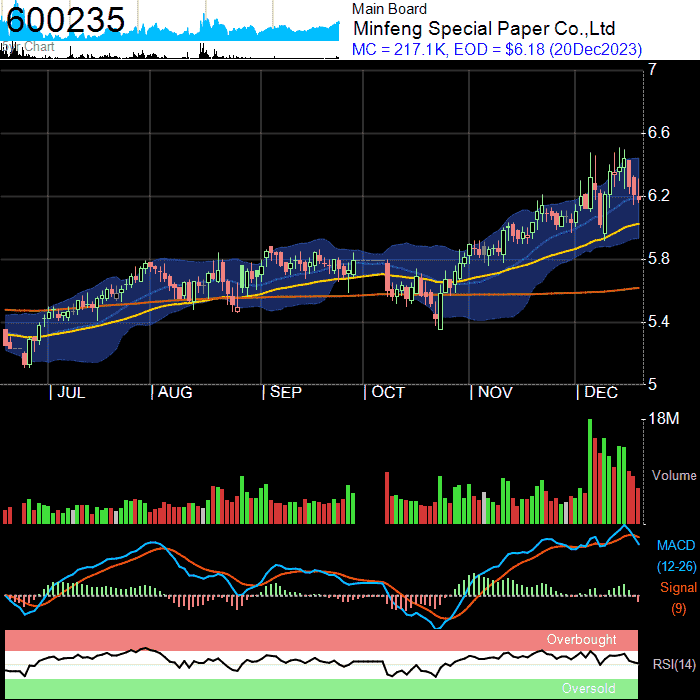 600235
Main Board
Minfeng Special Paper Co.,Ltd
MC = 217.1K, EOD = $6.18 (20Dec2023)
Chart
7
6.6
6.2
5.8
5.4
5
JUL
AUG
SEP
OCT
NOV
DEC
18M
Volume
MACD
(12-26)
Signal
(9)
Overbought
RSI(14)
Oversold